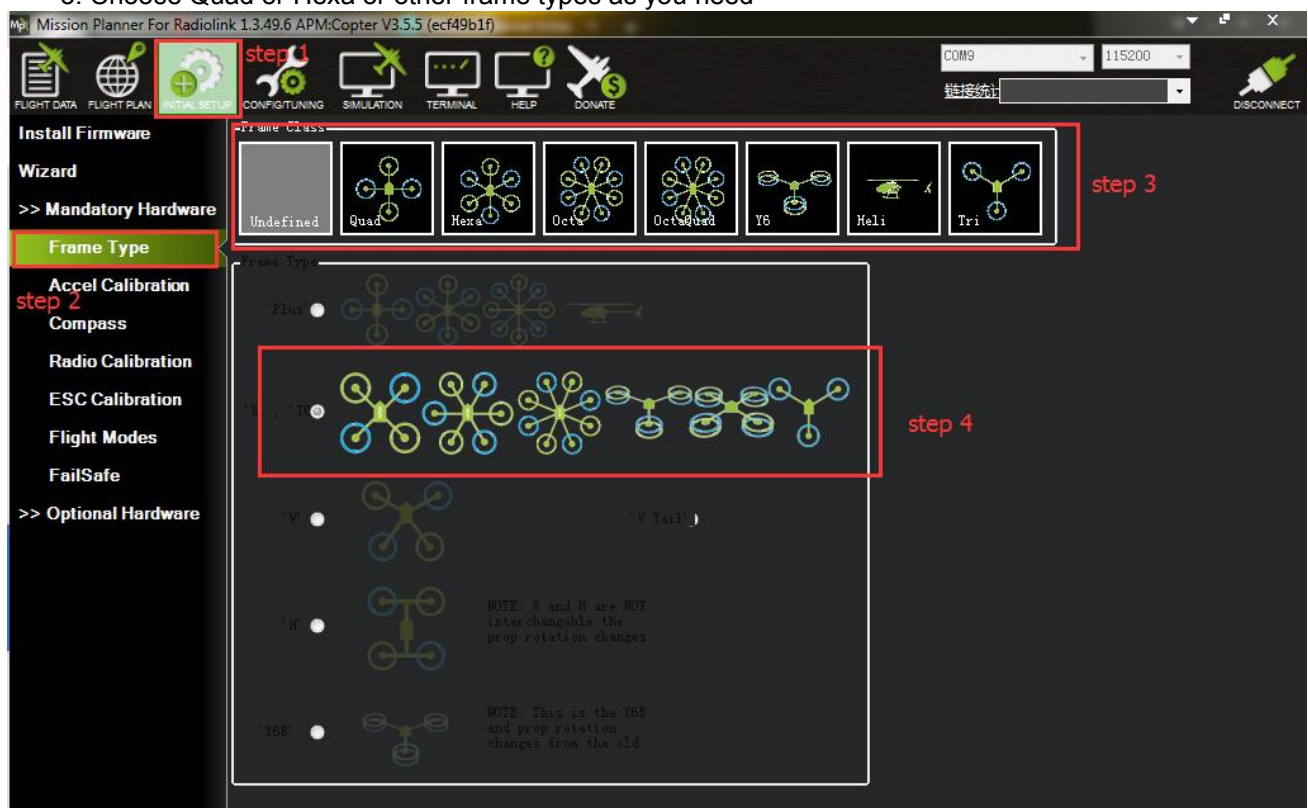 3. Choose Quad or Hexa or other frame types as you need
Mission Planner For Radiolink 1.3.49.6 APM:Copter V3.5.5 (ecf49b1f)
step 1
COM9
115200
链接统计
FLIGHT DATA
FLIGHT PLAN
INITIAL SETUP
CONFIG/TUNING
SIMULATION
TERMINAL
HELP
DONATE
DISCONNECT
Install Firmware
Wizard
>> Mandatory Hardware
Frame Type
Accel Calibration
step 2
Compass
Radio Calibration
ESC Calibration
Flight Modes
FailSafe
>> Optional Hardware
Frame Class
Undefined
Quad
Hexa
Octa
OctaQuad
Y6
Heli
Tri
step 3
Frame Type
'Plus'
step 4
'V'
'V Tail'
'H'
NOTE: X and H are NOT
interchangable the
prop rotation changes
'Y6B'
NOTE: This is the Y6B
and prop rotation
changes from the old